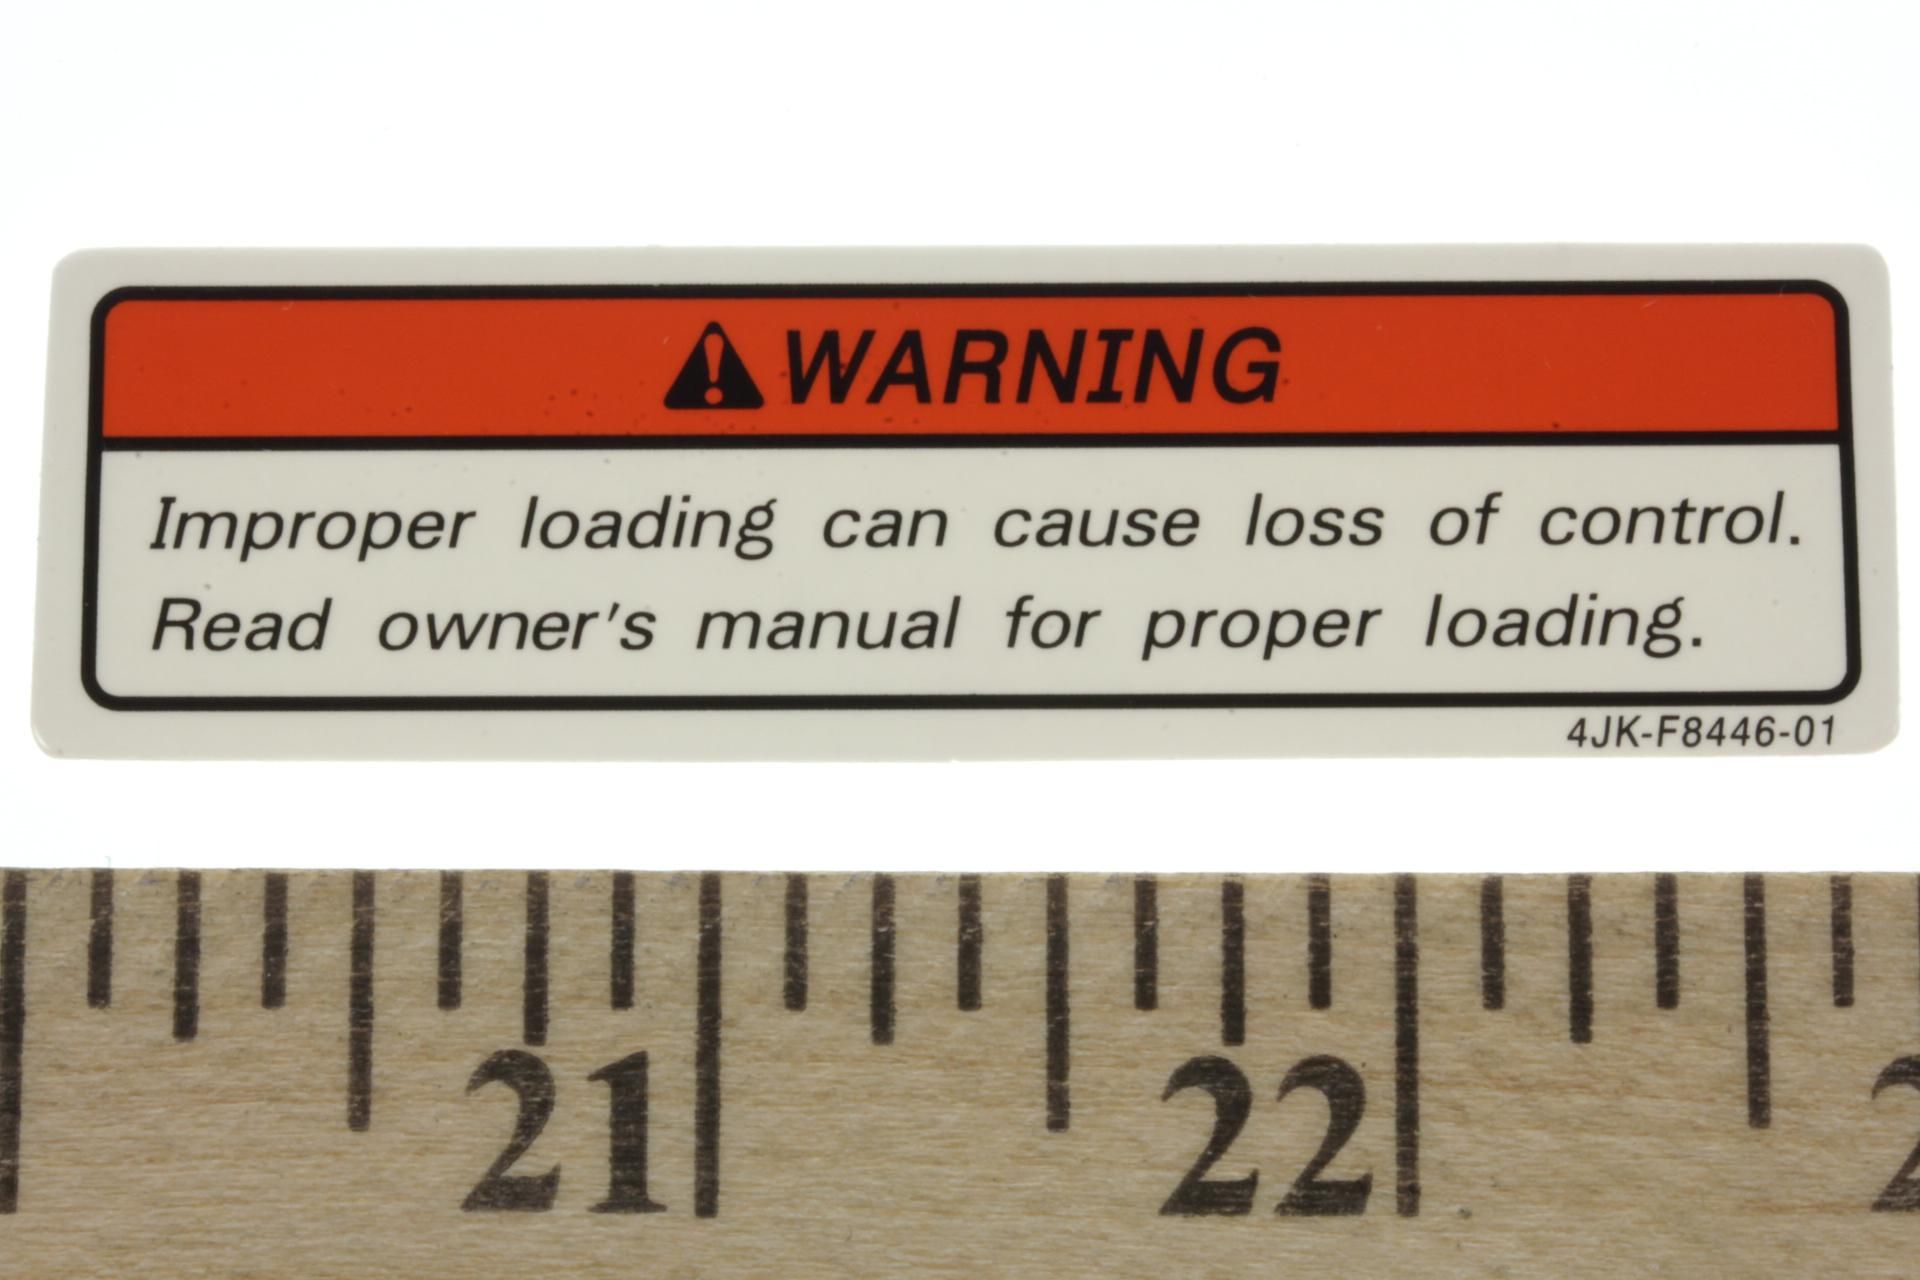 WARNING
Improper loading can cause loss of control.
Read owner's manual for proper loading.
4JK-F8446-01
21 22 2